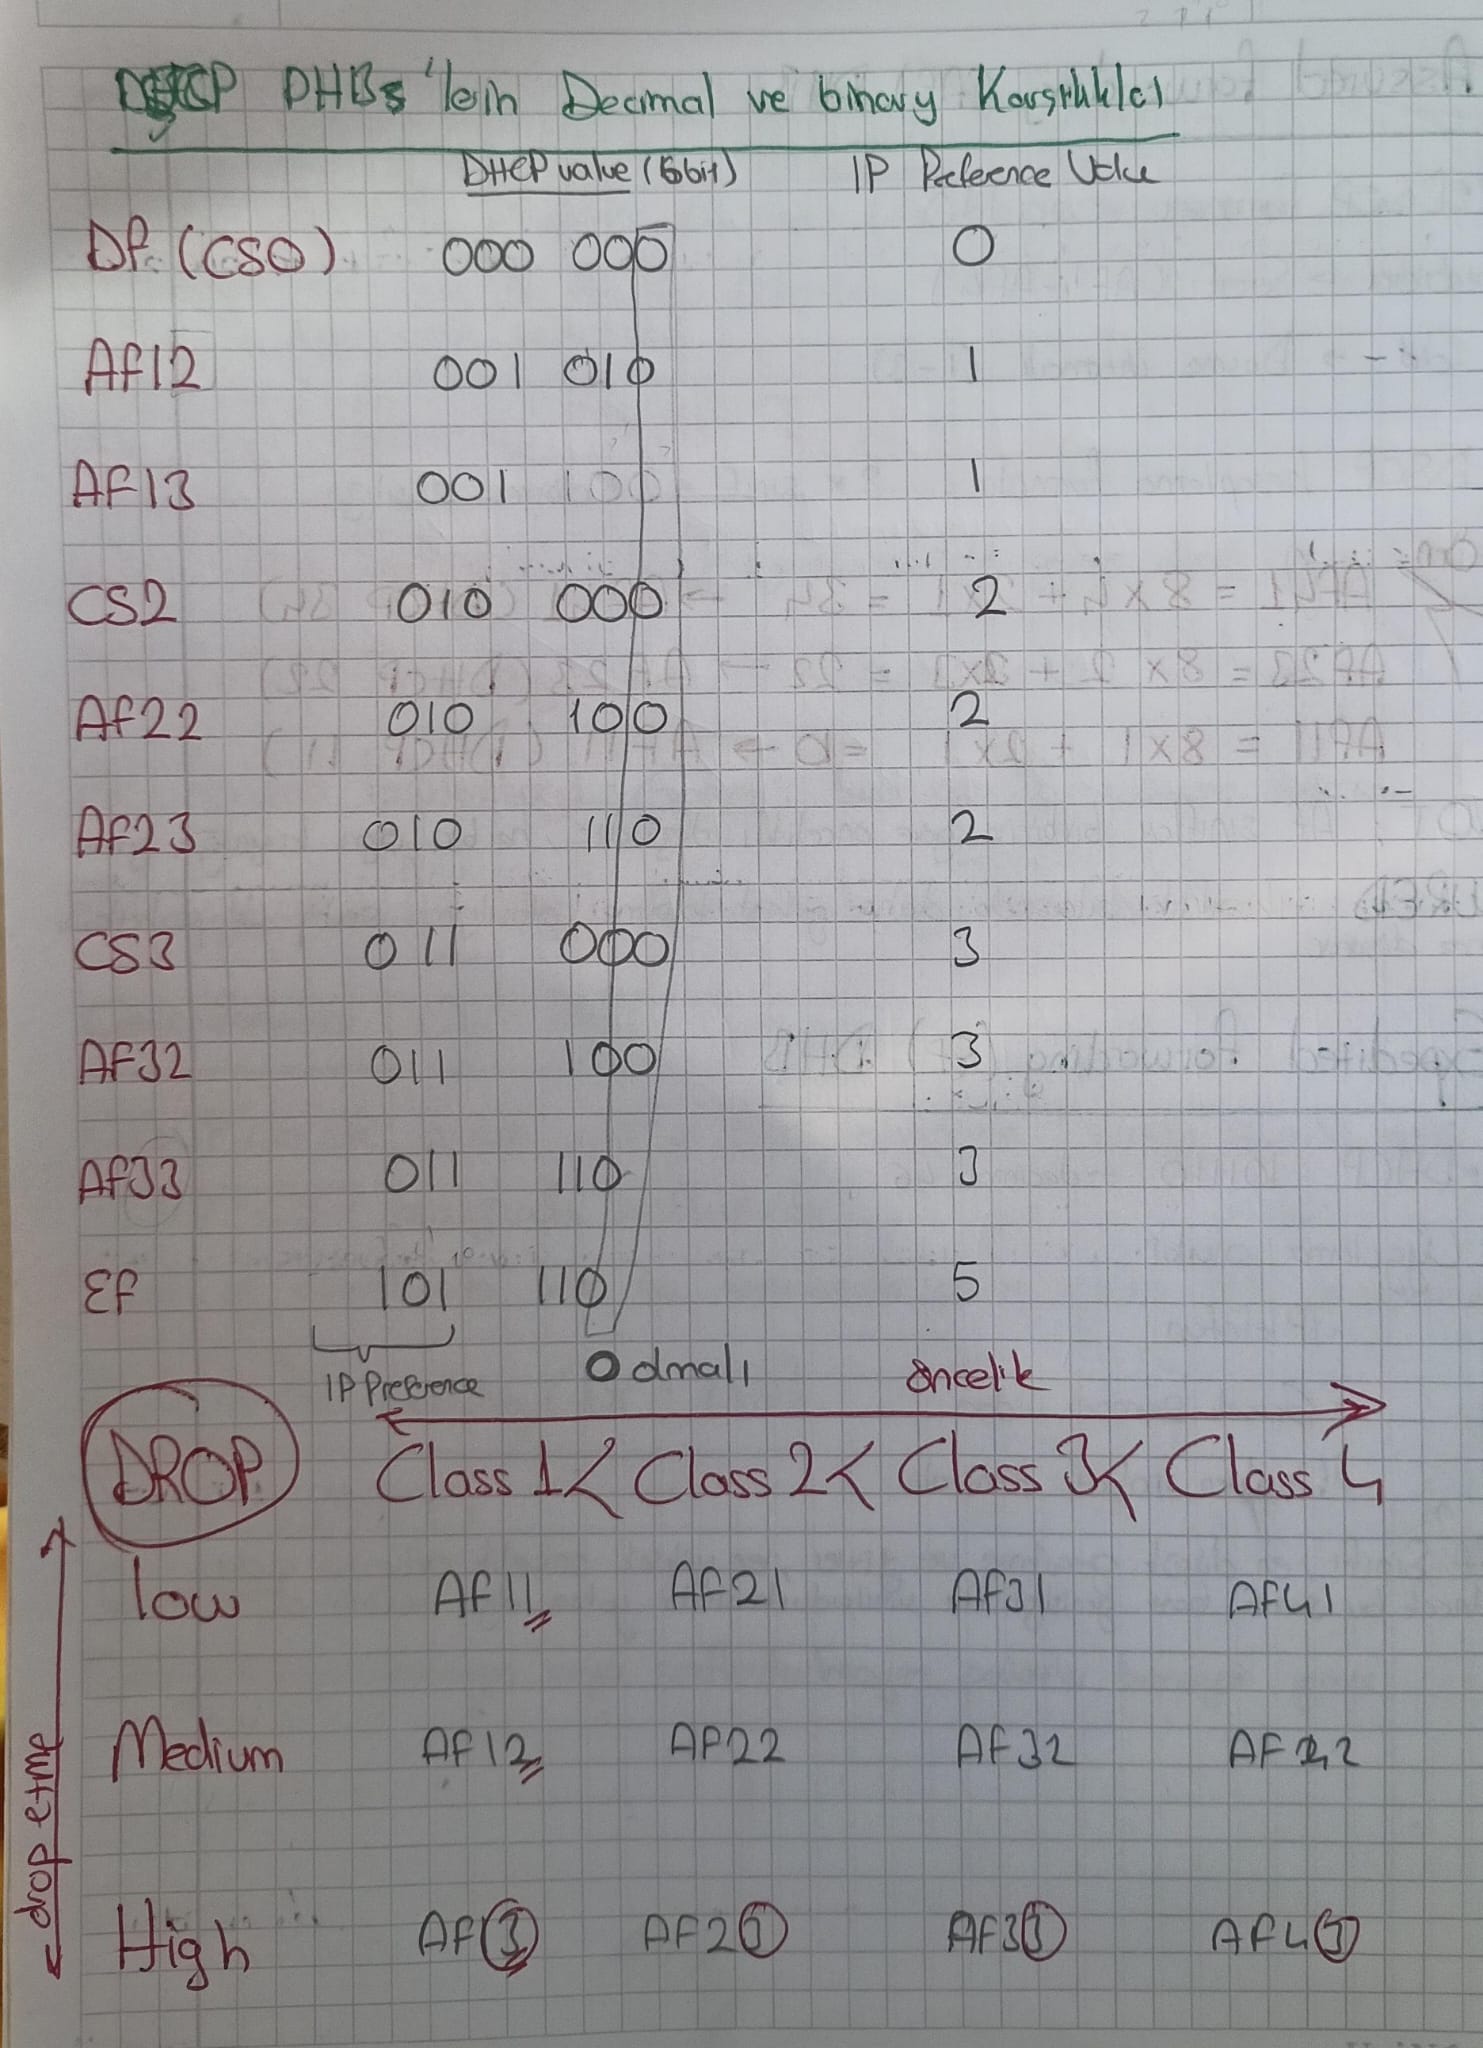 DSCP PHBs'lerin Decimal ve binary Karşılıkları
DHCP value (6bit) IP Preference Value
DF (CS0) 000 000 0
AF12 001 010 1
AF13 001 100 1
CS2 010 000 2
AF22 010 100 2
AF23 010 110 2
CS3 011 000 3
AF32 011 100 3
AF33 011 110 3
EF 101 110 5
IP Preference 0 olmalı öncelik
DROP Class 1< Class 2< Class 3< Class 4
low AF11 AF21 AF31 AF41
Medium AF12 AF22 AF32 AF42
drop etme
High AF13 AF23 AF33 AF43